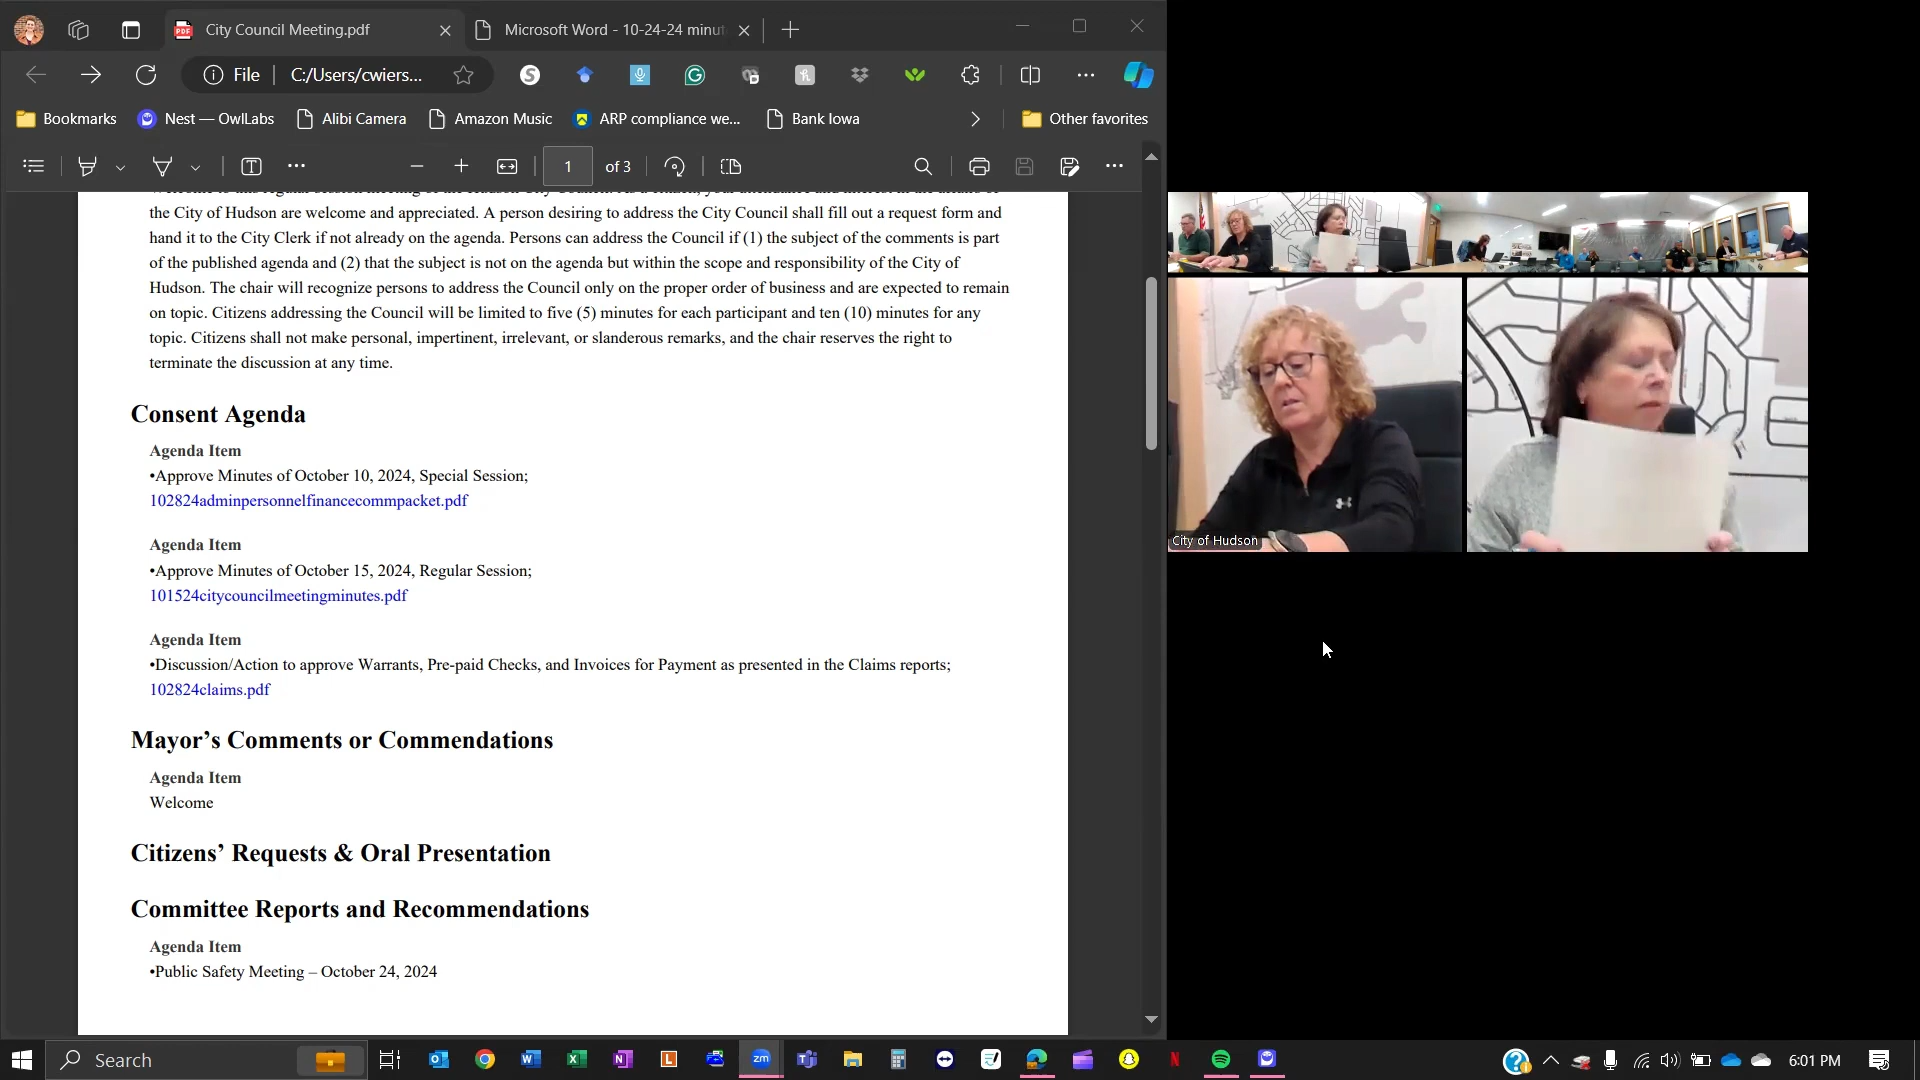 City Council Meeting.pdf
Microsoft Word - 10-24-24 minut
File
C:/Users/cwiers...
Bookmarks
Nest — OwlLabs
Alibi Camera
Amazon Music
ARP compliance we...
Bank Iowa
Other favorites
1 of 3
the City of Hudson are welcome and appreciated. A person desiring to address the City Council shall fill out a request form and
hand it to the City Clerk if not already on the agenda. Persons can address the Council if (1) the subject of the comments is part
of the published agenda and (2) that the subject is not on the agenda but within the scope and responsibility of the City of
Hudson. The chair will recognize persons to address the Council only on the proper order of business and are expected to remain
on topic. Citizens addressing the Council will be limited to five (5) minutes for each participant and ten (10) minutes for any
topic. Citizens shall not make personal, impertinent, irrelevant, or slanderous remarks, and the chair reserves the right to
terminate the discussion at any time.
Consent Agenda
Agenda Item
•Approve Minutes of October 10, 2024, Special Session;
102824adminpersonnelfinancecommpacket.pdf
Agenda Item
•Approve Minutes of October 15, 2024, Regular Session;
101524citycouncilmeetingminutes.pdf
Agenda Item
•Discussion/Action to approve Warrants, Pre-paid Checks, and Invoices for Payment as presented in the Claims reports;
102824claims.pdf
Mayor's Comments or Commendations
Agenda Item
Welcome
Citizens' Requests & Oral Presentation
Committee Reports and Recommendations
Agenda Item
•Public Safety Meeting – October 24, 2024
City of Hudson
Search
zm
6:01 PM